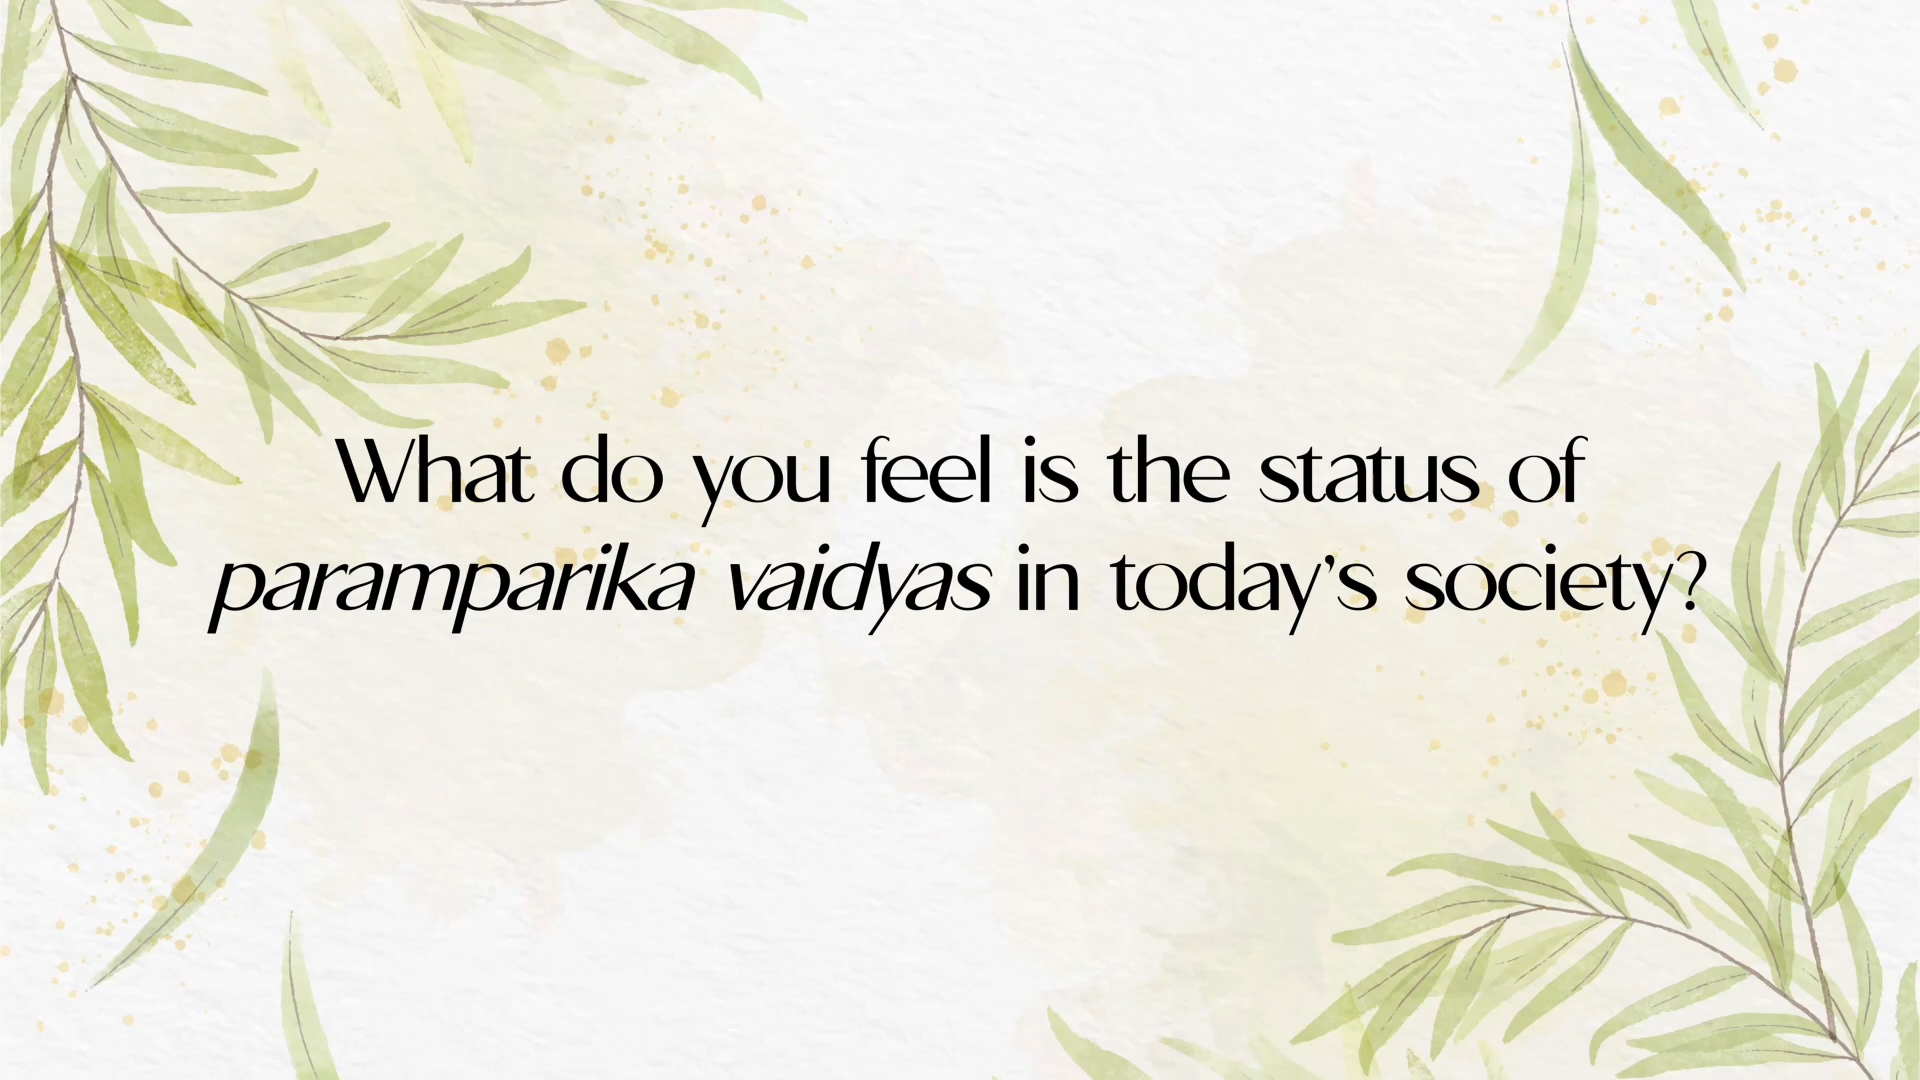 What do you feel is the status of
paramparika vaidyas in today's society?